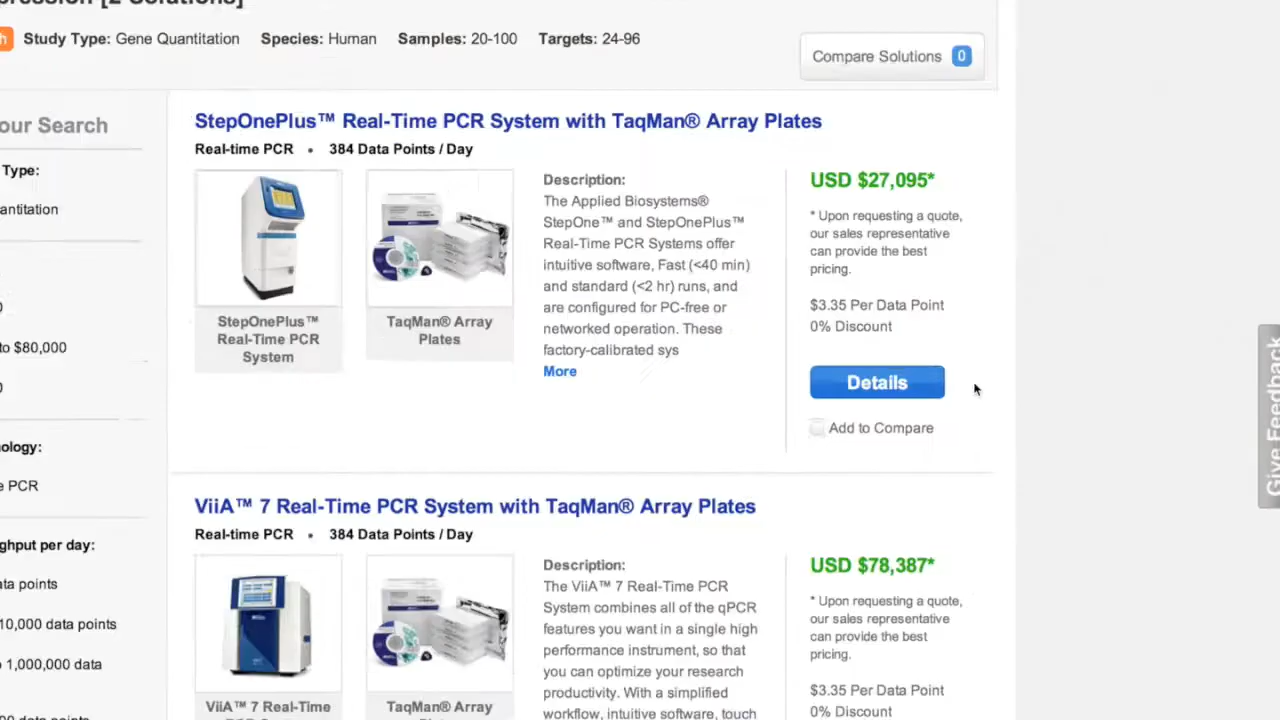 pression [2 Solutions]
h Study Type: Gene Quantitation Species: Human Samples: 20-100 Targets: 24-96
Compare Solutions 0
our Search
Type:
antitation
to $80,000
ology:
e PCR
ghput per day:
ata points
10,000 data points
1,000,000 data
StepOnePlus™ Real-Time PCR System with TaqMan® Array Plates
Real-time PCR • 384 Data Points / Day
StepOnePlus™
Real-Time PCR
System
TaqMan® Array
Plates
Description:
The Applied Biosystems®
StepOne™ and StepOnePlus™
Real-Time PCR Systems offer
intuitive software, Fast (<40 min)
and standard (<2 hr) runs, and
are configured for PC-free or
networked operation. These
factory-calibrated sys
More
USD $27,095*
* Upon requesting a quote,
our sales representative
can provide the best
pricing.
$3.35 Per Data Point
0% Discount
Details
Add to Compare
ViiA™ 7 Real-Time PCR System with TaqMan® Array Plates
Real-time PCR • 384 Data Points / Day
ViiA™ 7 Real-Time
TaqMan® Array
Description:
The ViiA™ 7 Real-Time PCR
System combines all of the qPCR
features you want in a single high
performance instrument, so that
you can optimize your research
productivity. With a simplified
workflow, intuitive software, touch
USD $78,387*
* Upon requesting a quote,
our sales representative
can provide the best
pricing.
$3.35 Per Data Point
0% Discount
Give Feedback